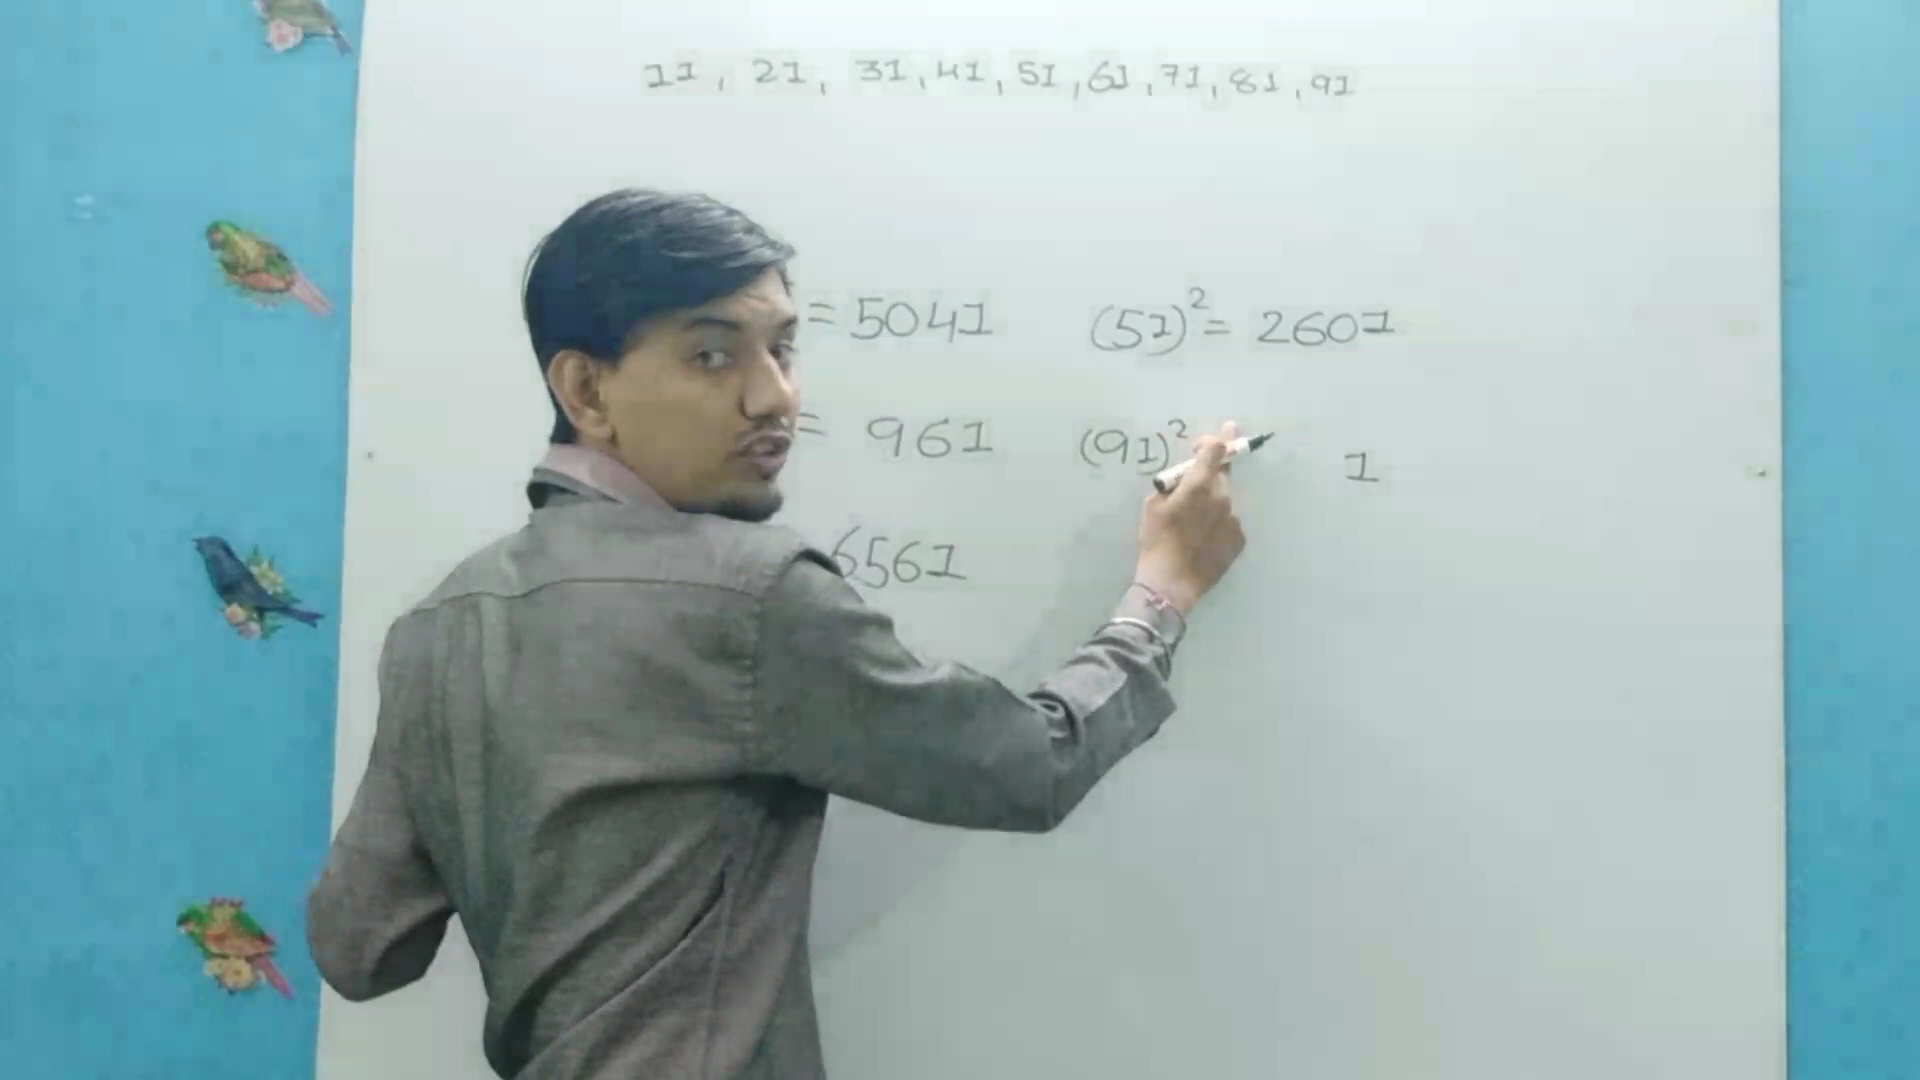 11, 21, 31, 41, 51, 61, 71, 81, 91
= 5041 (51)² = 2601
= 961 (91)² 1
6561